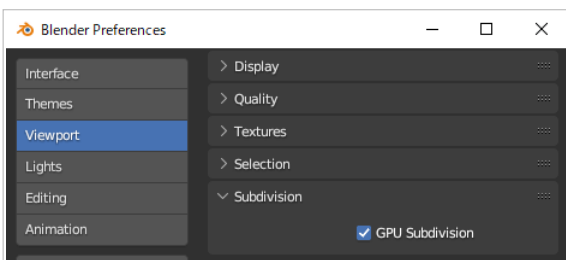 Blender Preferences
Interface
Themes
Viewport
Lights
Editing
Animation
Display
Quality
Textures
Selection
Subdivision
GPU Subdivision